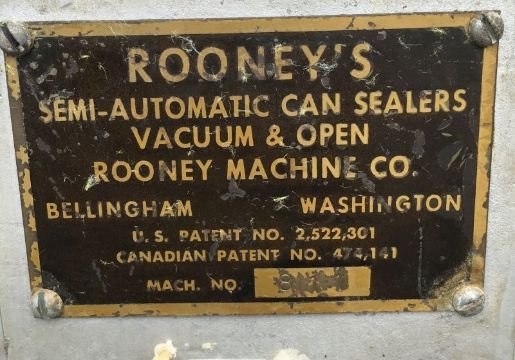 ROONEY'S
SEMI-AUTOMATIC CAN SEALERS
VACUUM & OPEN
ROONEY MACHINE CO.
BELLINGHAM WASHINGTON
U.S. PATENT NO. 2,522,301
CANADIAN PATENT NO. 474,141
MACH. NO.